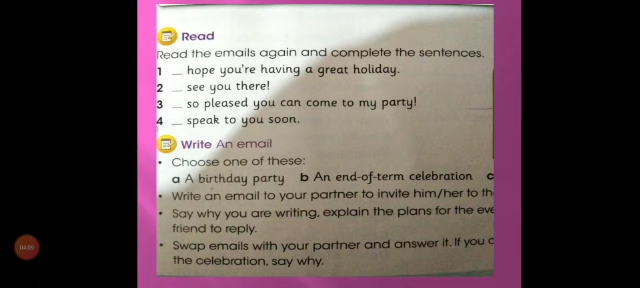 Read
Read the emails again and complete the sentences.
1 __ hope you're having a great holiday.
2 __ see you there!
3 __ so pleased you can come to my party!
4 __ speak to you soon.
Write An email
• Choose one of these:
a A birthday party b An end-of-term celebration c
• Write an email to your partner to invite him/her to th
• Say why you are writing, explain the plans for the eve
friend to reply.
• Swap emails with your partner and answer it. If you c
the celebration, say why.